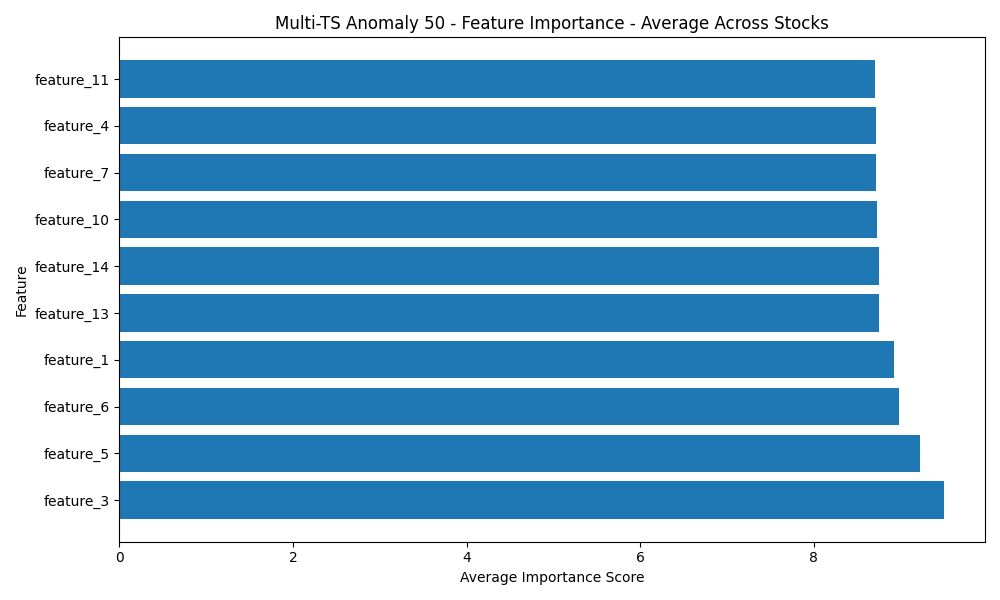 Multi-TS Anomaly 50 - Feature Importance - Average Across Stocks
feature_11
feature_4
feature_7
feature_10
feature_14
feature_13
feature_1
feature_6
feature_5
feature_3
Feature
0 2 4 6 8
Average Importance Score